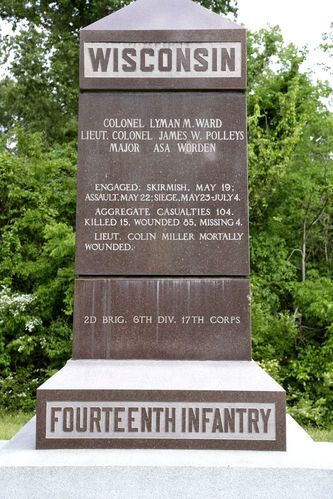 WISCONSIN
COLONEL LYMAN M. WARD
LIEUT. COLONEL JAMES W. POLLEYS
MAJOR ASA WORDEN
ENGAGED: SKIRMISH, MAY 19;
ASSAULT, MAY 22; SIEGE, MAY 23-JULY 4.
AGGREGATE CASUALTIES 104.
KILLED 15, WOUNDED 85, MISSING 4.
LIEUT. COLIN MILLER MORTALLY
WOUNDED.
2D BRIG. 6TH DIV. 17TH CORPS
FOURTEENTH INFANTRY